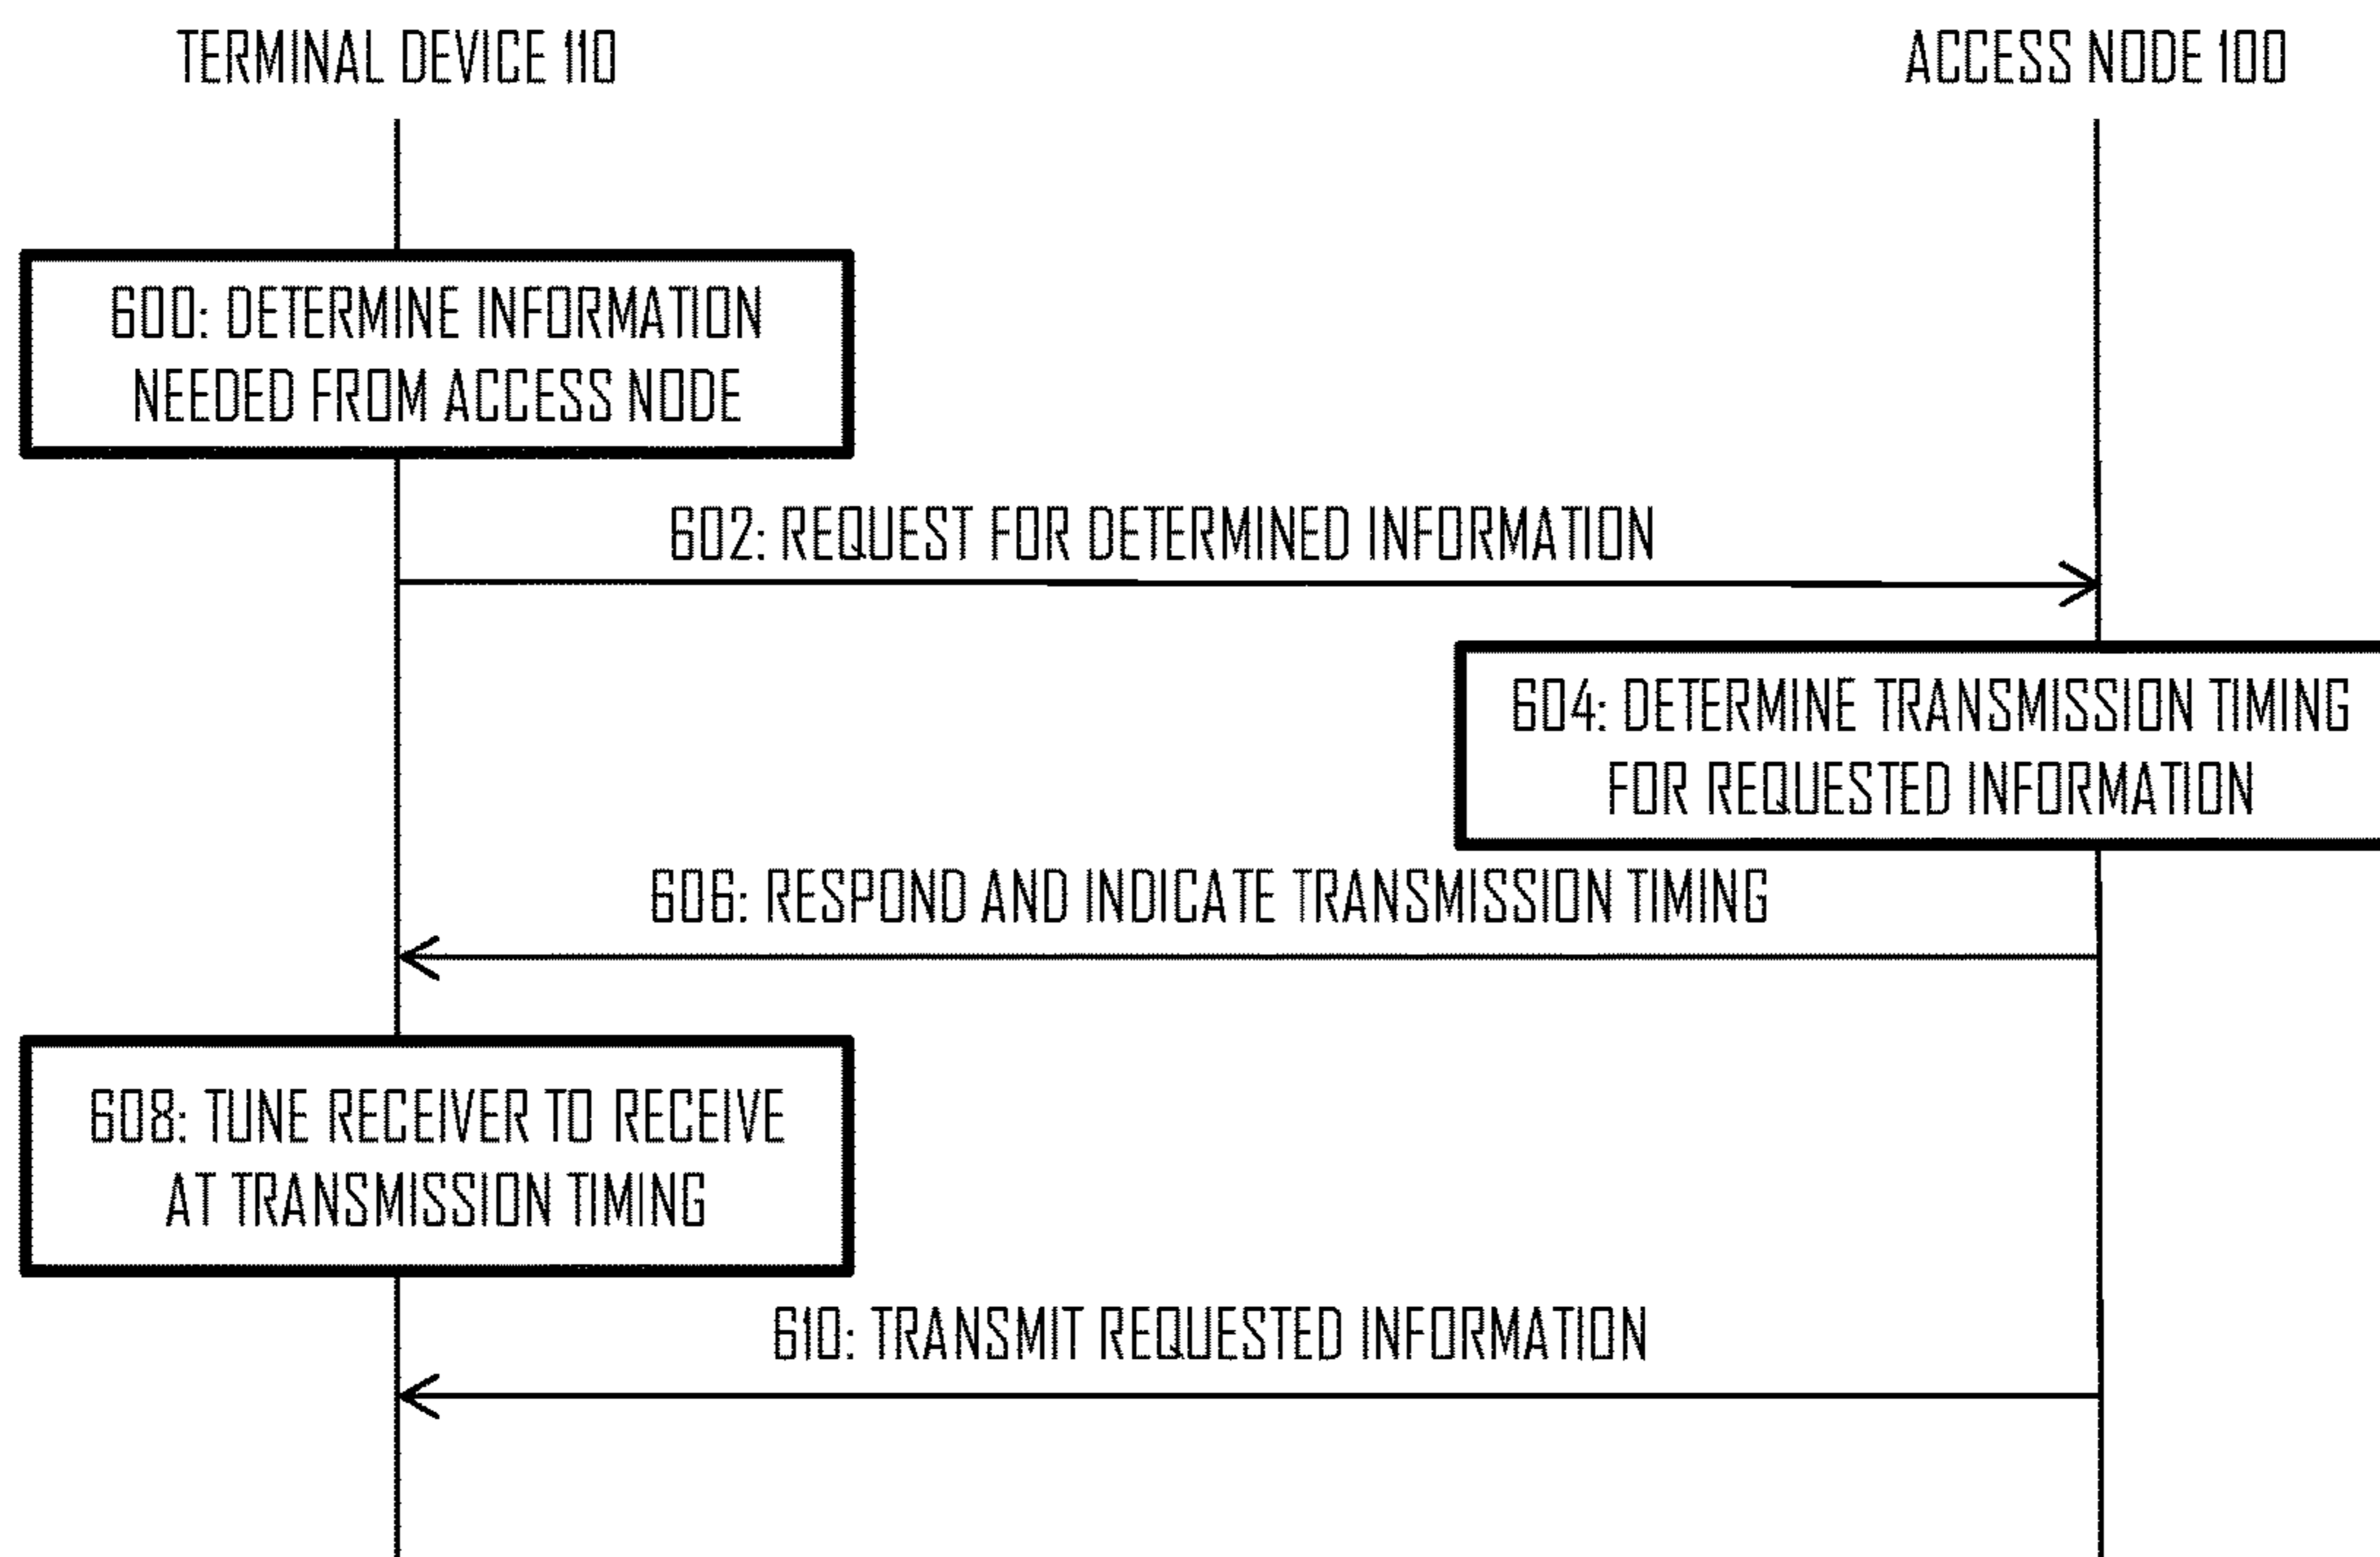 TERMINAL DEVICE 110
ACCESS NODE 100
600: DETERMINE INFORMATION
NEEDED FROM ACCESS NODE
602: REQUEST FOR DETERMINED INFORMATION
604: DETERMINE TRANSMISSION TIMING
FOR REQUESTED INFORMATION
606: RESPOND AND INDICATE TRANSMISSION TIMING
608: TUNE RECEIVER TO RECEIVE
AT TRANSMISSION TIMING
610: TRANSMIT REQUESTED INFORMATION